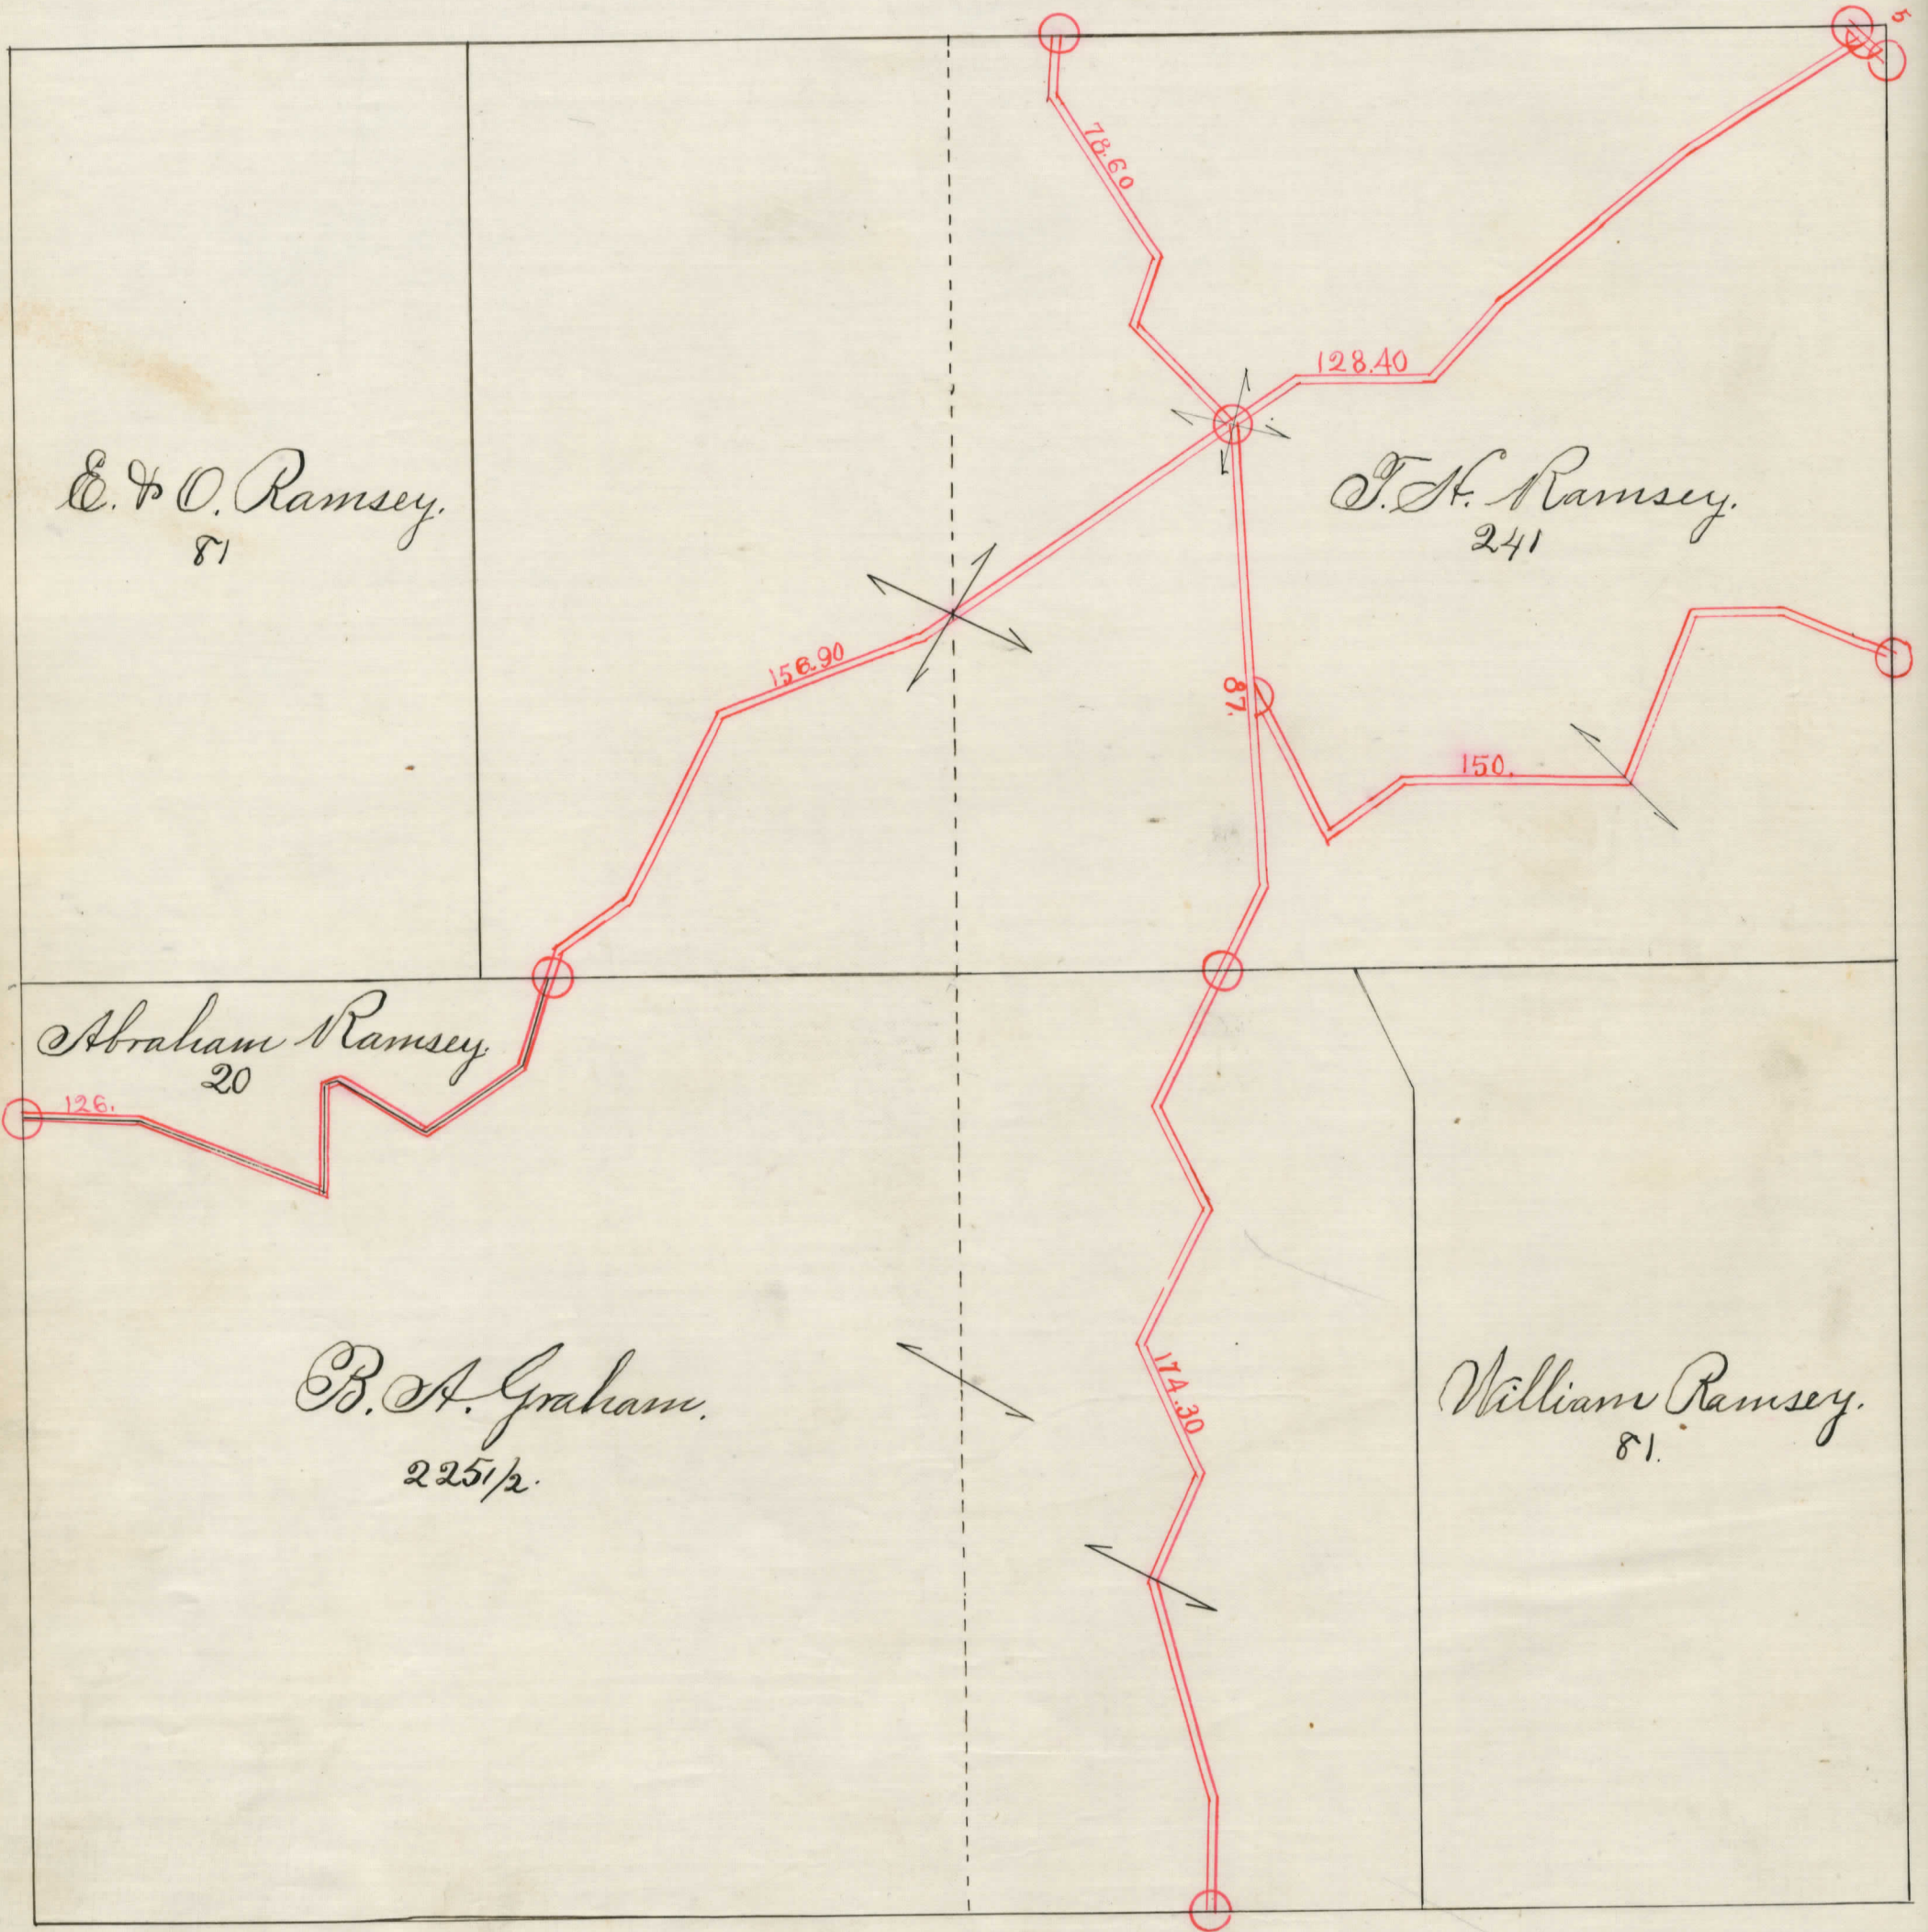 5
78.60
128.40
E. & O. Ramsey.
81
T. H. Ramsey.
241
156.90
87.
150.
Abraham Ramsey.
20
126.
B. A. Graham.
225 1/2.
174.30
William Ramsey.
81.